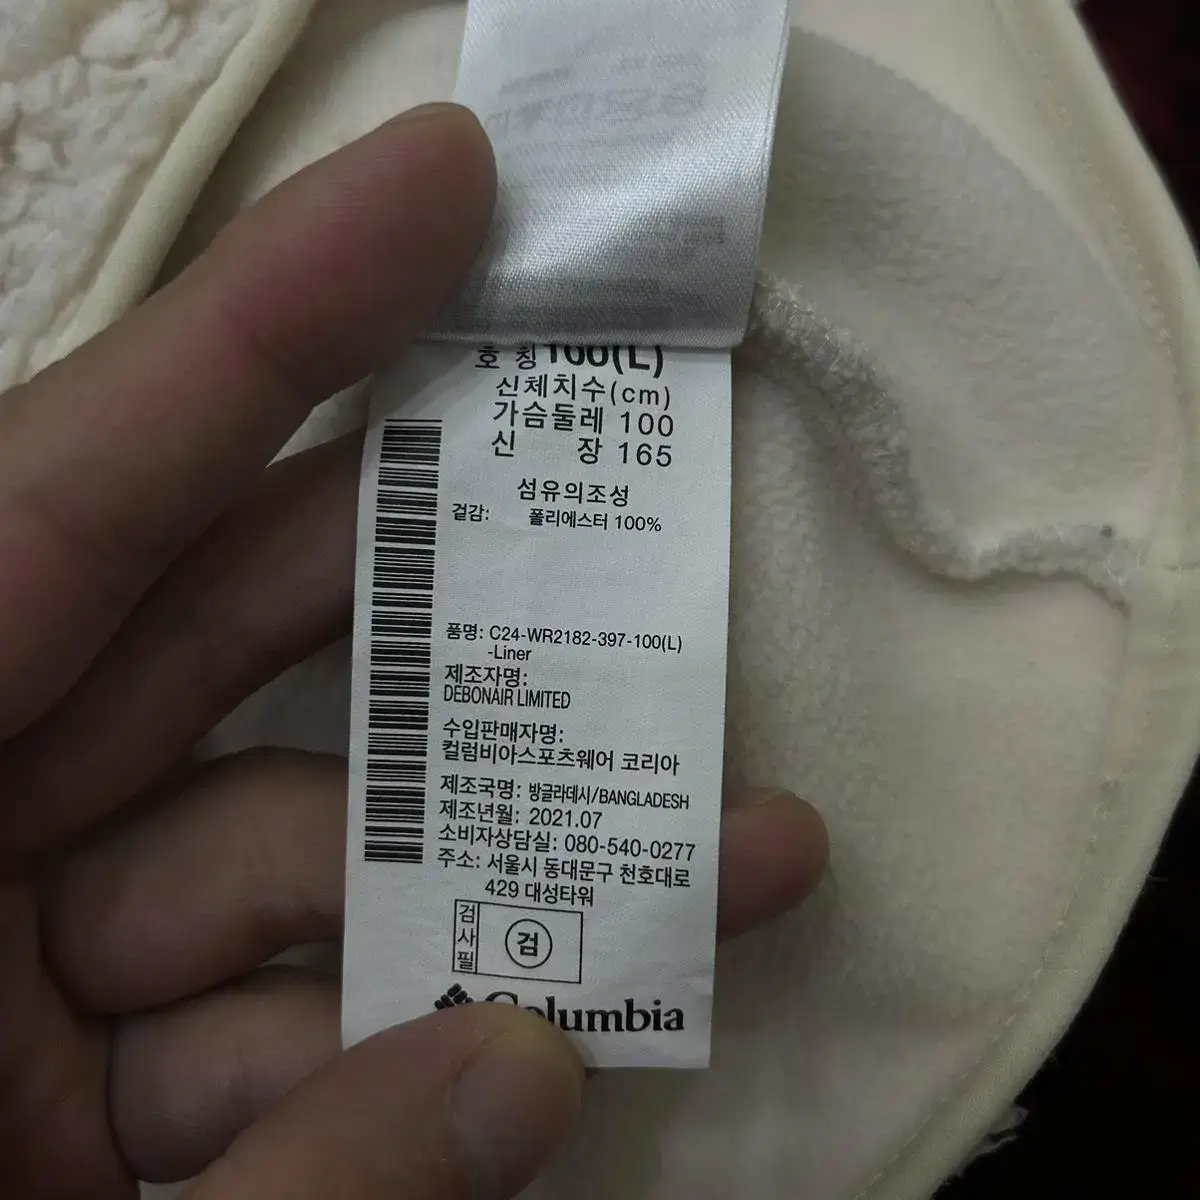 호 칭 100(L)
신체치수(cm)
가슴둘레 100
신 장 165
섬유의조성
겉감: 폴리에스터 100%
품명: C24-WR2182-397-100(L)
-Liner
제조자명:
DEBONAIR LIMITED
수입판매자명:
컬럼비아스포츠웨어 코리아
제조국명: 방글라데시/BANGLADESH
제조년월: 2021.07
소비자상담실: 080-540-0277
주소: 서울시 동대문구 천호대로
429 대성타워
검사필
검
Columbia